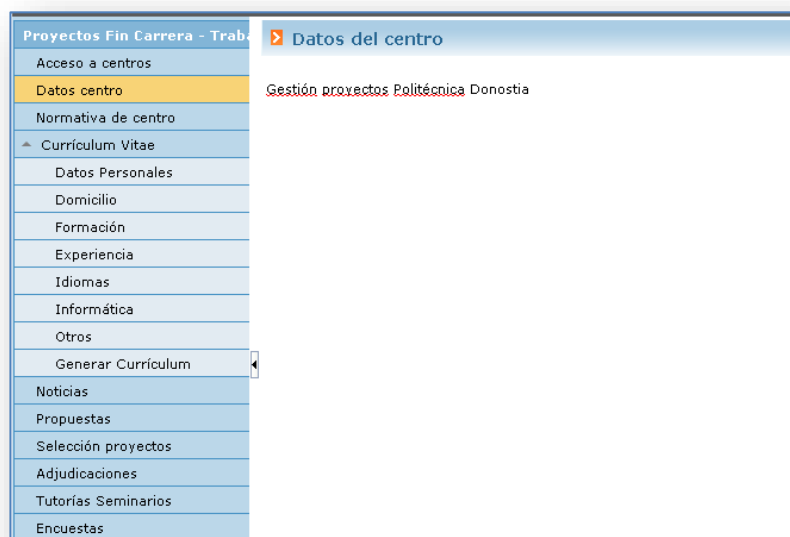 Proyectos Fin Carrera - Trab
Acceso a centros
Datos centro
Normativa de centro
Currículum Vitae
Datos Personales
Domicilio
Formación
Experiencia
Idiomas
Informática
Otros
Generar Currículum
Noticias
Propuestas
Selección proyectos
Adjudicaciones
Tutorías Seminarios
Encuestas
Datos del centro
Gestión proyectos Politécnica Donostia